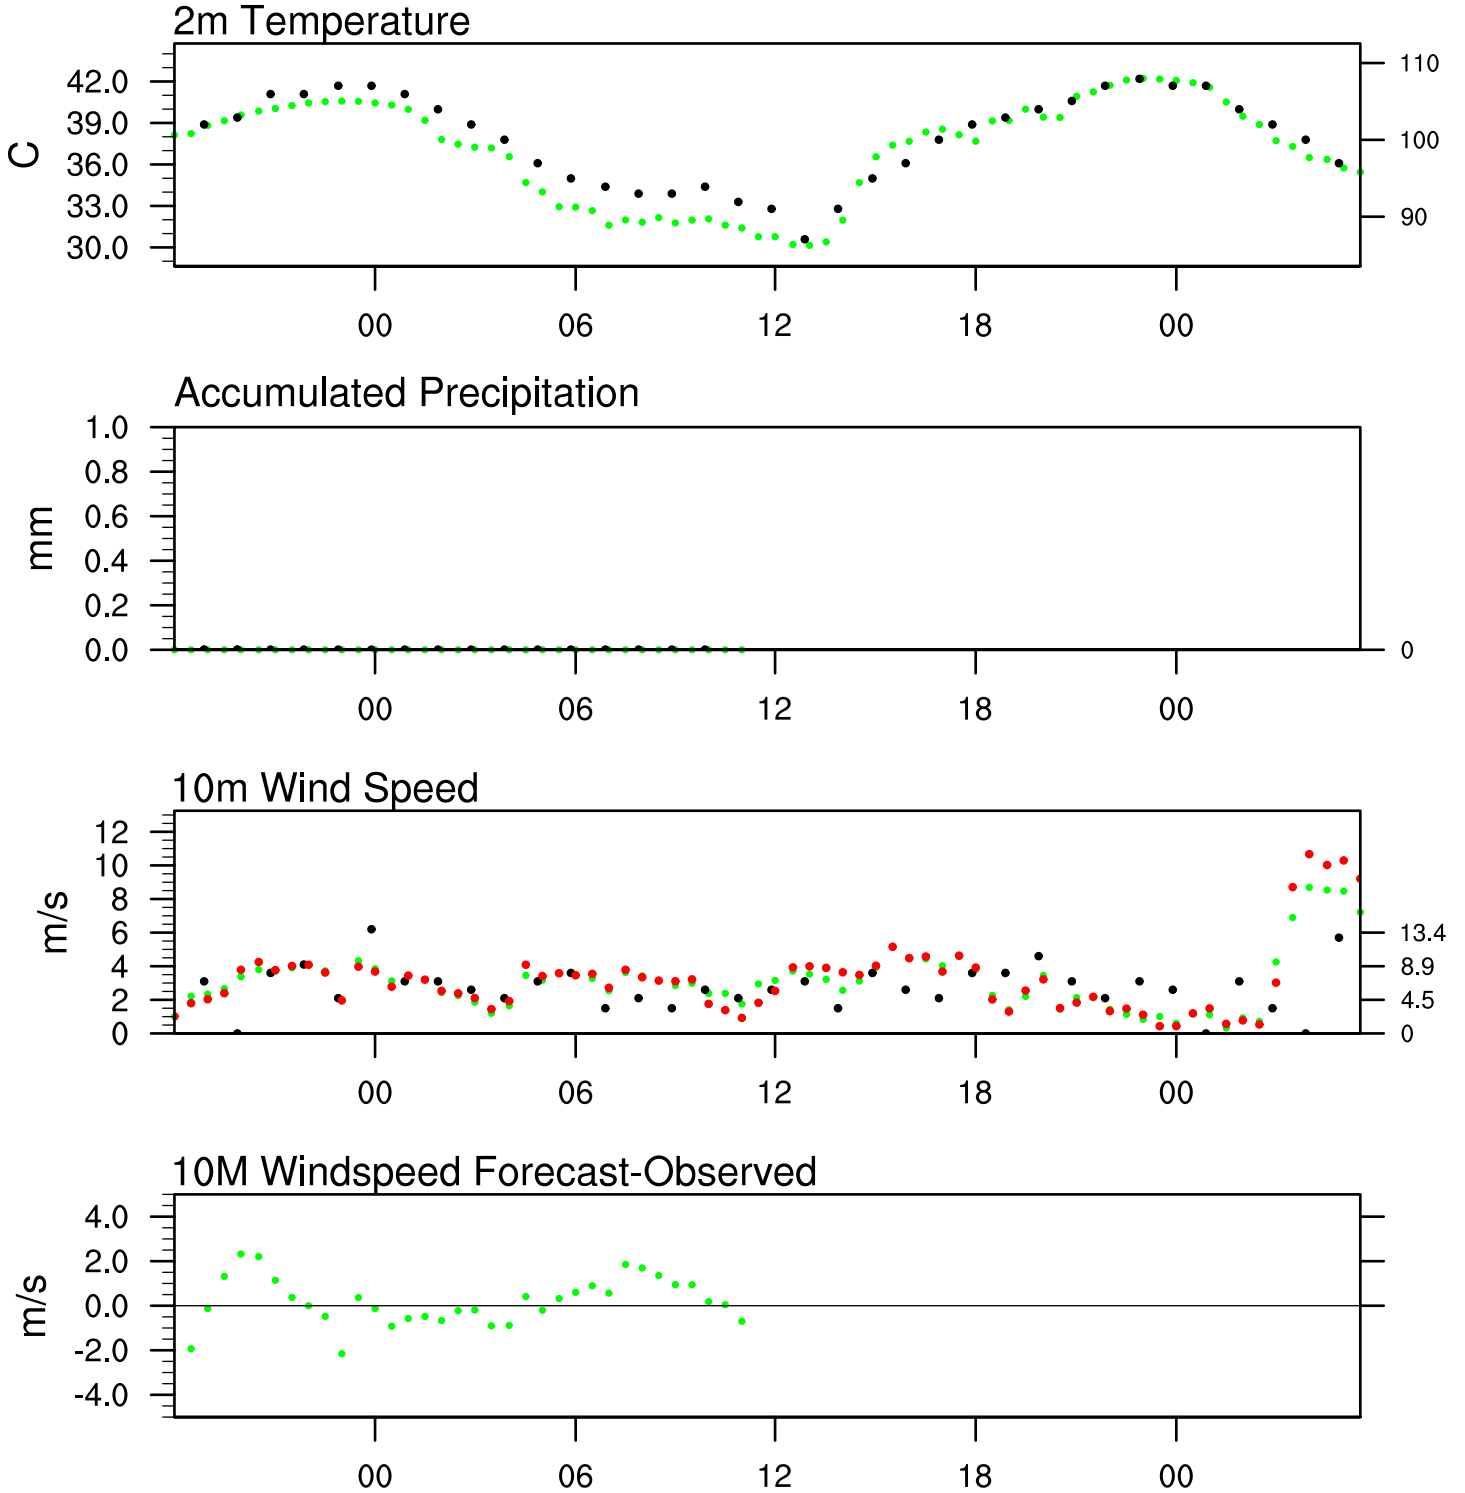 2m Temperature
42.0
39.0
36.0
33.0
30.0
C
110
100
90
00 06 12 18 00
Accumulated Precipitation
1.0
0.8
0.6
0.4
0.2
0.0
mm
0
00 06 12 18 00
10m Wind Speed
12
10
8
6
4
2
0
m/s
13.4
8.9
4.5
0
00 06 12 18 00
10M Windspeed Forecast-Observed
4.0
2.0
0.0
-2.0
-4.0
m/s
00 06 12 18 00